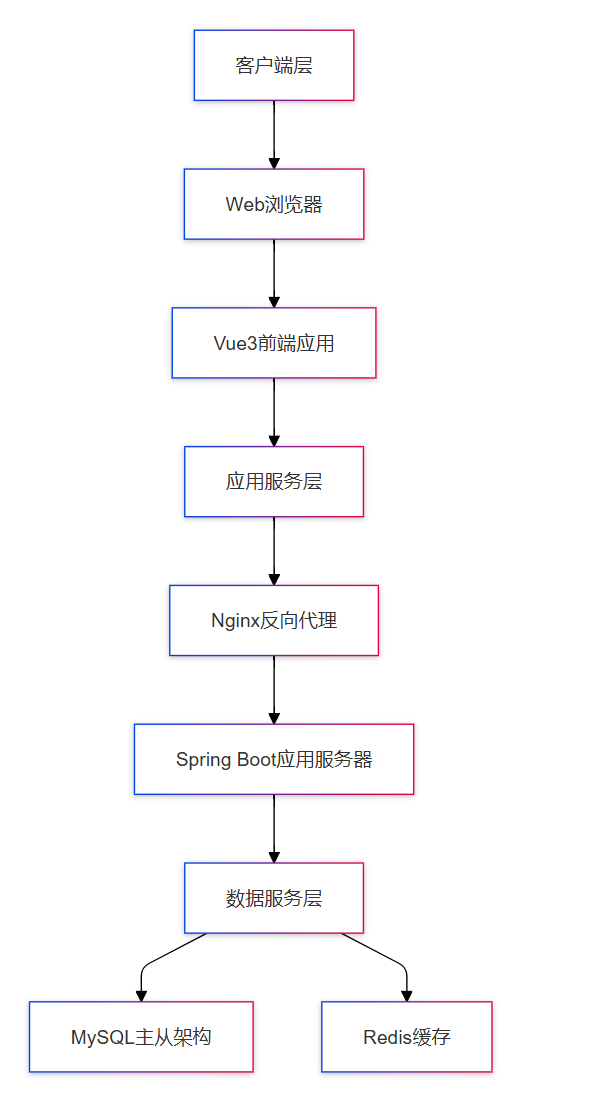 客户端层
Web浏览器
Vue3前端应用
应用服务层
Nginx反向代理
Spring Boot应用服务器
数据服务层
MySQL主从架构
Redis缓存